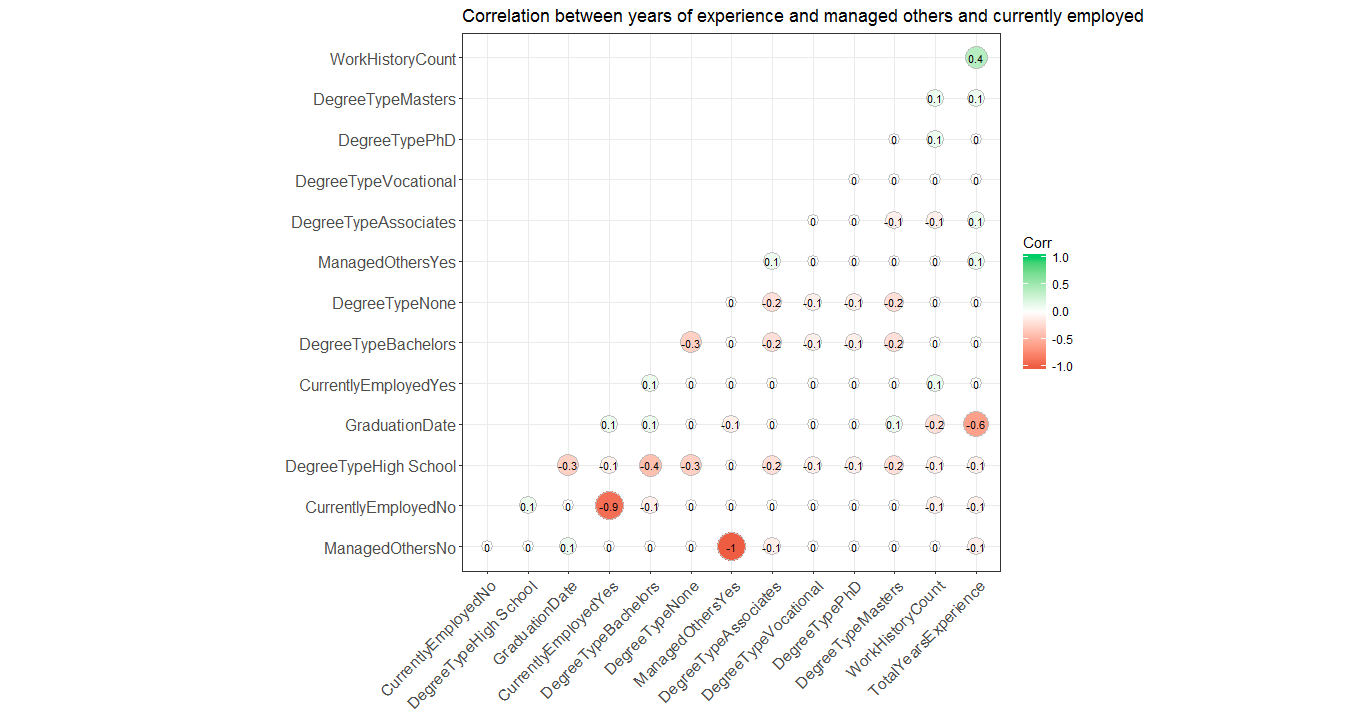 Correlation between years of experience and managed others and currently employed
WorkHistoryCount 0.4
DegreeTypeMasters 0.1 0.1
DegreeTypePhD 0 0.1 0
DegreeTypeVocational 0 0 0 0
DegreeTypeAssociates 0 0 -0.1 -0.1 0.1
ManagedOthersYes 0.1 0 0 0 0 0.1
DegreeTypeNone 0 -0.2 -0.1 -0.1 -0.2 0 0
DegreeTypeBachelors -0.3 0 -0.2 -0.1 -0.1 -0.2 0 0
CurrentlyEmployedYes 0.1 0 0 0 0 0 0 0.1 0
GraduationDate 0.1 0.1 0 -0.1 0 0 0 0.1 -0.2 -0.6
DegreeTypeHigh School -0.3 -0.1 -0.4 -0.3 0 -0.2 -0.1 -0.1 -0.2 -0.1 -0.1
CurrentlyEmployedNo 0.1 0 -0.9 -0.1 0 0 0 0 0 0 -0.1 -0.1
ManagedOthersNo 0 0 0.1 0 0 0 -1 -0.1 0 0 0 0 -0.1
CurrentlyEmployedNo
DegreeTypeHigh School
GraduationDate
CurrentlyEmployedYes
DegreeTypeBachelors
DegreeTypeNone
ManagedOthersYes
DegreeTypeAssociates
DegreeTypeVocational
DegreeTypePhD
DegreeTypeMasters
WorkHistoryCount
TotalYearsExperience
Corr
1.0
0.5
0.0
-0.5
-1.0